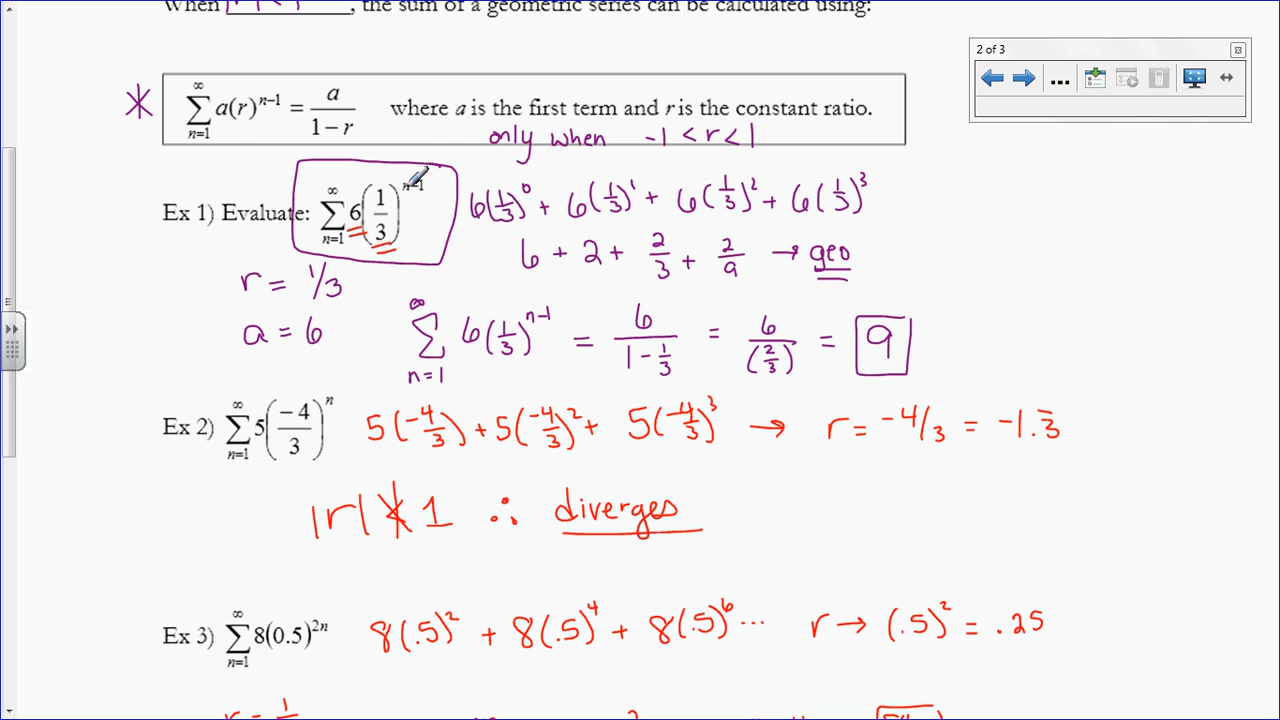 When |r| < 1, the sum of a geometric series can be calculated using:
2 of 3
* ∞∑n=1 a(r)^(n−1) = a/(1−r) where a is the first term and r is the constant ratio.
only when -1 < r < 1
Ex 1) Evaluate: ∞∑n=1 6(1/3)^(n−1) 6(1/3)^0 + 6(1/3)^1 + 6(1/3)^2 + 6(1/3)^3
6 + 2 + 2/3 + 2/9 → geo
r = 1/3
a = 6 ∞∑n=1 6(1/3)^(n-1) = 6/(1-1/3) = 6/(2/3) = 9
Ex 2) ∞∑n=1 5(−4/3)^n 5(-4/3) + 5(-4/3)^2 + 5(-4/3)^3 → r = -4/3 = -1.3̄
|r| ≮ 1 ∴ diverges
Ex 3) ∞∑n=1 8(0.5)^(2n) 8(.5)^2 + 8(.5)^4 + 8(.5)^6 ... r → (.5)^2 = .25